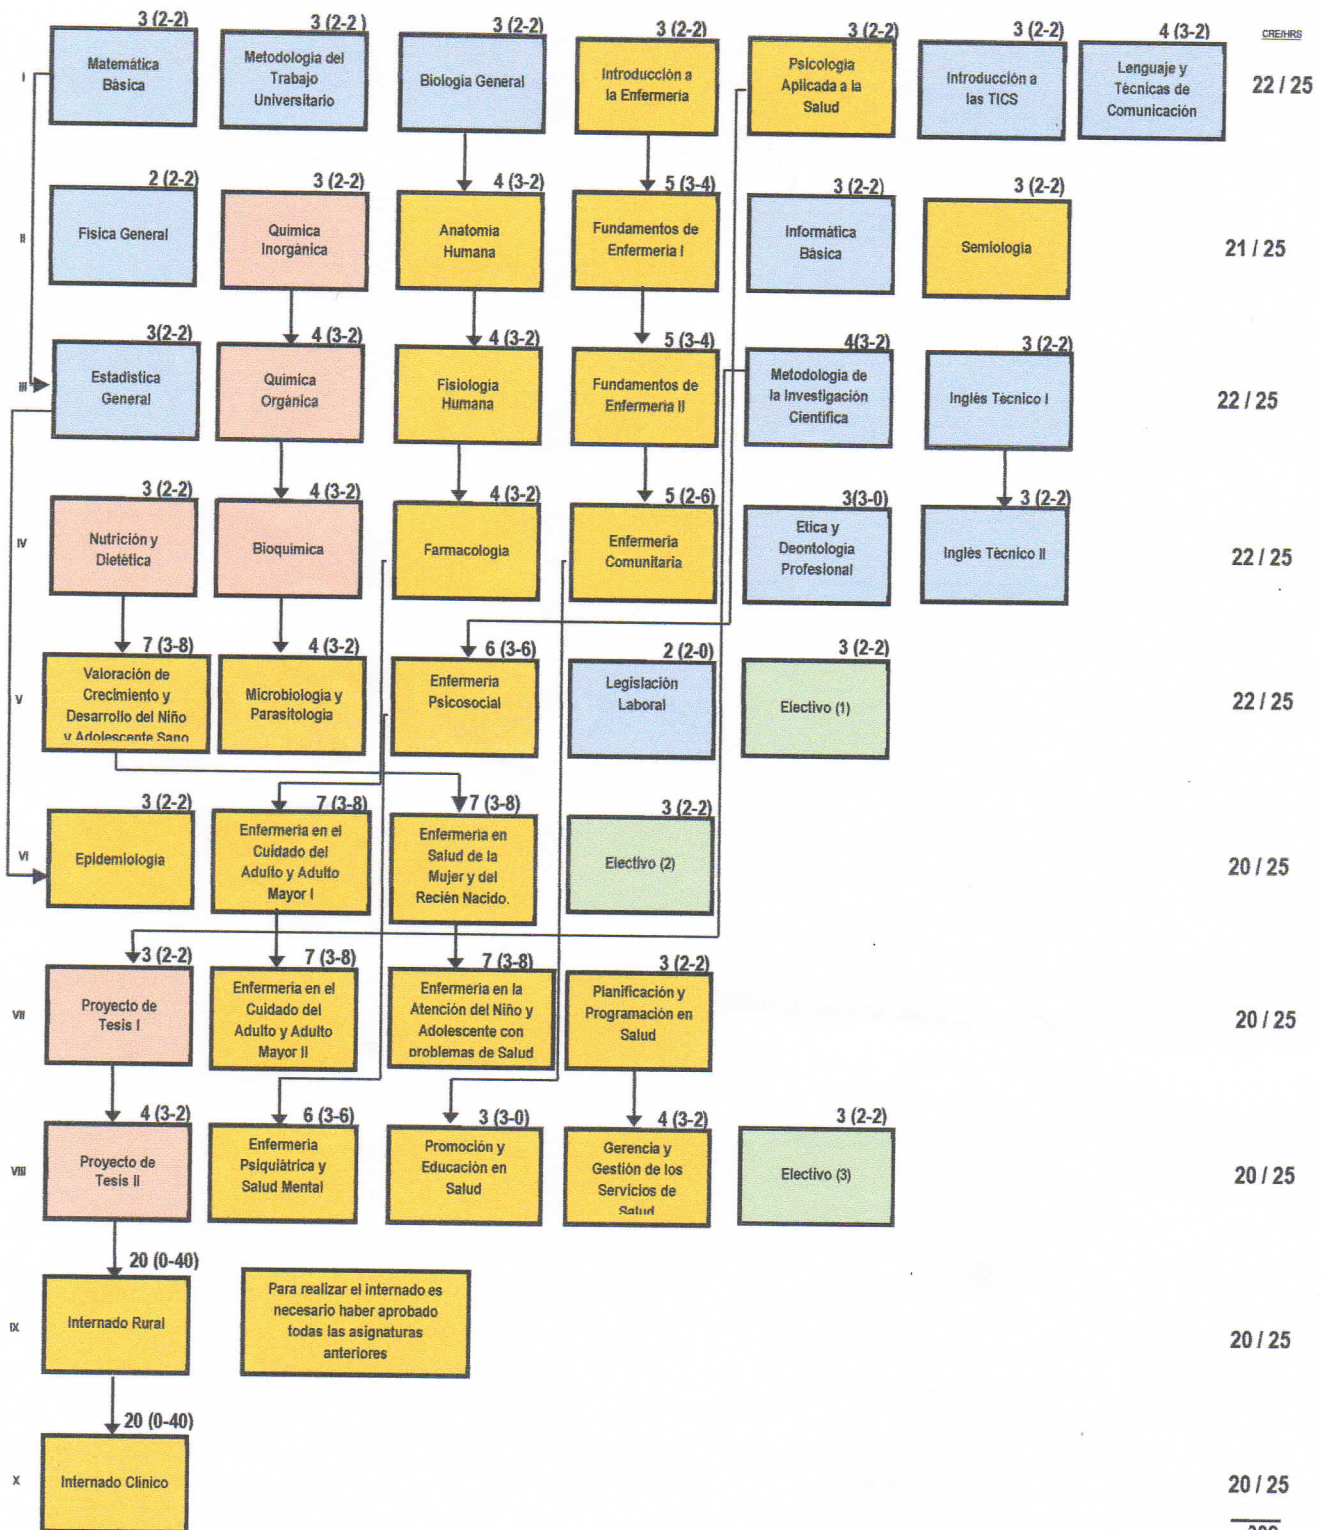 3 (2-2)
3 (2-2 )
3 (2-2)
3 (2-2)
3 (2-2)
3 (2-2)
4 (3-2)
CRE/HRS
I
Matemática
Básica
Metodología del
Trabajo
Universitario
Biología General
Introducción a
la Enfermería
Psicología
Aplicada a la
Salud
Introducción a
las TICS
Lenguaje y
Técnicas de
Comunicación
22 / 25
2 (2-2)
3 (2-2)
4 (3-2)
5 (3-4)
3 (2-2)
3 (2-2)
II
Física General
Química
Inorgánica
Anatomía
Humana
Fundamentos de
Enfermería I
Informática
Básica
Semiología
21 / 25
3(2-2)
4 (3-2)
4 (3-2)
5 (3-4)
4(3-2)
3 (2-2)
III
Estadística
General
Química
Orgánica
Fisiología
Humana
Fundamentos de
Enfermería II
Metodología de
la Investigación
Científica
Inglés Técnico I
22 / 25
3 (2-2)
4 (3-2)
4 (3-2)
5 (2-6)
3(3-0)
3 (2-2)
IV
Nutrición y
Dietética
Bioquímica
Farmacología
Enfermería
Comunitaria
Etica y
Deontología
Profesional
Inglés Técnico II
22 / 25
7 (3-8)
4 (3-2)
6 (3-6)
2 (2-0)
3 (2-2)
V
Valoración de
Crecimiento y
Desarrollo del Niño
y Adolescente Sano
Microbiología y
Parasitología
Enfermería
Psicosocial
Legislación
Laboral
Electivo (1)
22 / 25
3 (2-2)
7 (3-8)
7 (3-8)
3 (2-2)
VI
Epidemiología
Enfermería en el
Cuidado del
Adulto y Adulto
Mayor I
Enfermería en
Salud de la
Mujer y del
Recién Nacido.
Electivo (2)
20 / 25
3 (2-2)
7 (3-8)
7 (3-8)
3 (2-2)
VII
Proyecto de
Tesis I
Enfermería en el
Cuidado del
Adulto y Adulto
Mayor II
Enfermería en la
Atención del Niño y
Adolescente con
problemas de Salud
Planificación y
Programación en
Salud
20 / 25
4 (3-2)
6 (3-6)
3 (3-0)
4 (3-2)
3 (2-2)
VIII
Proyecto de
Tesis II
Enfermería
Psiquiátrica y
Salud Mental
Promoción y
Educación en
Salud
Gerencia y
Gestión de los
Servicios de
Salud
Electivo (3)
20 / 25
20 (0-40)
IX
Internado Rural
Para realizar el internado es
necesario haber aprobado
todas las asignaturas
anteriores
20 / 25
20 (0-40)
X
Internado Clínico
20 / 25